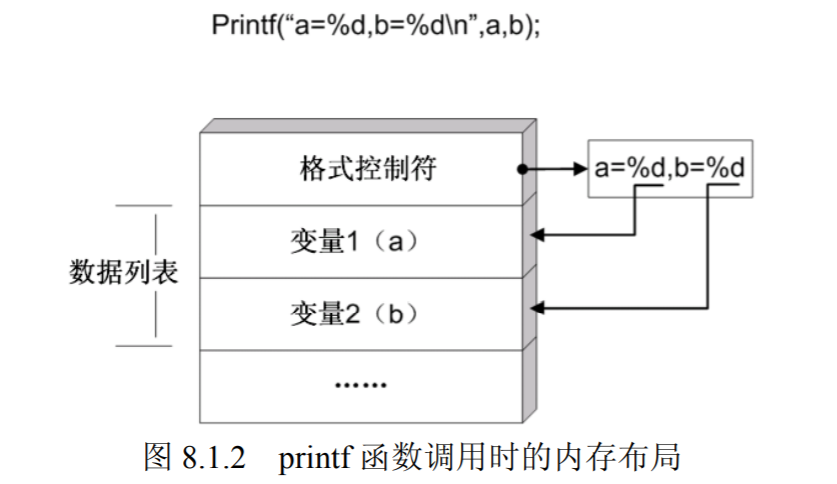 Printf(“a=%d,b=%d\n”,a,b);
格式控制符
a=%d,b=%d
变量1（a）
数据列表
变量2（b）
……
图 8.1.2 printf 函数调用时的内存布局